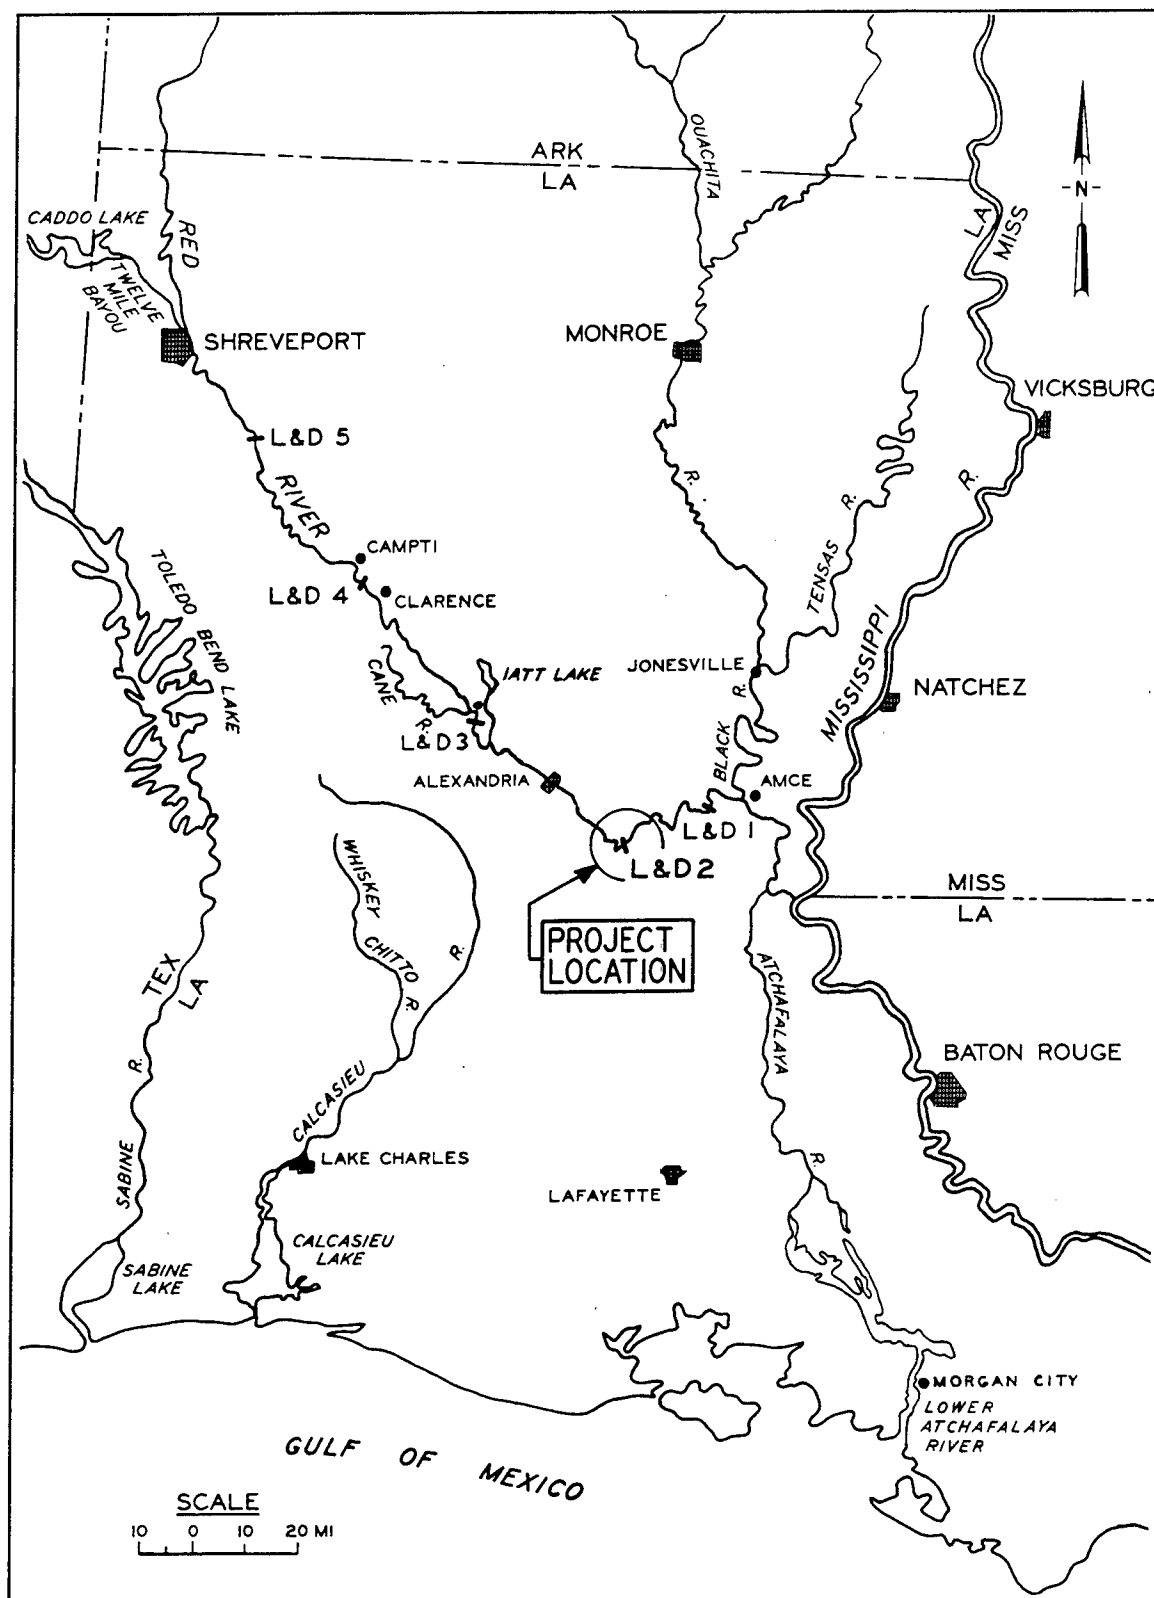 ARK
LA
OUACHITA
LA
MISS
-N-
CADDO LAKE
RED
TWELVE
MILE
BAYOU
SHREVEPORT
MONROE
VICKSBURG
L&D 5
RIVER
R.
R.
R.
CAMPTI
L&D 4
CLARENCE
TENSAS
TOLEDO BEND LAKE
CANE
R.
IATT LAKE
JONESVILLE
R.
MISSISSIPPI
NATCHEZ
L&D3
BLACK
ALEXANDRIA
AMCE
L&D 1
L&D2
WHISKEY
CHITTO
R.
R.
MISS
LA
PROJECT
LOCATION
TEX
LA
ATCHAFALAYA
R.
BATON ROUGE
R.
CALCASIEU
SABINE
LAKE CHARLES
LAFAYETTE
CALCASIEU
LAKE
SABINE
LAKE
MORGAN CITY
LOWER
ATCHAFALAYA
RIVER
GULF OF MEXICO
SCALE
10 0 10 20 MI